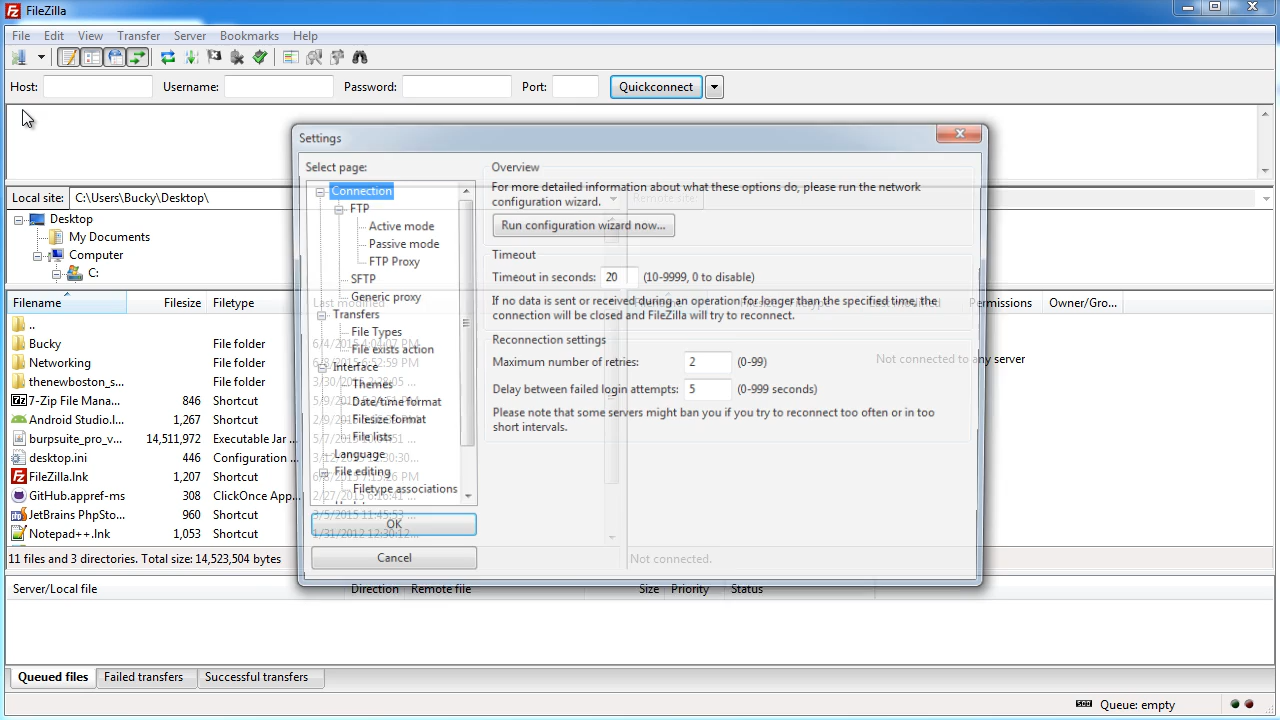 FileZilla
File Edit View Transfer Server Bookmarks Help
Host: Username: Password: Port: Quickconnect
Settings
Select page:
Connection
FTP
Active mode
Passive mode
FTP Proxy
SFTP
Generic proxy
Transfers
File Types
File exists action
Interface
Themes
Date/time format
Filesize format
File lists
Language
File editing
Filetype associations
OK
Cancel
Overview
For more detailed information about what these options do, please run the network
configuration wizard.
Run configuration wizard now...
Timeout
Timeout in seconds: 20 (10-9999, 0 to disable)
If no data is sent or received during an operation for longer than the specified time, the
connection will be closed and FileZilla will try to reconnect.
Reconnection settings
Maximum number of retries: 2 (0-99)
Delay between failed login attempts: 5 (0-999 seconds)
Please note that some servers might ban you if you try to reconnect too often or in too
short intervals.
Local site: C:\Users\Bucky\Desktop\
Remote site:
Desktop
My Documents
Computer
C:
Filename Filesize Filetype Last modified
..
Bucky File folder
Networking File folder
thenewboston_s... File folder
7-Zip File Mana... 846 Shortcut
Android Studio.l... 1,267 Shortcut
burpsuite_pro_v... 14,511,972 Executable Jar ...
desktop.ini 446 Configuration ...
FileZilla.lnk 1,207 Shortcut
GitHub.appref-ms 308 ClickOnce App...
JetBrains PhpSto... 960 Shortcut
Notepad++.lnk 1,053 Shortcut
11 files and 3 directories. Total size: 14,523,504 bytes
Permissions Owner/Gro...
Not connected to any server
Not connected.
Server/Local file Direction Remote file Size Priority Status
Queued files Failed transfers Successful transfers
Queue: empty